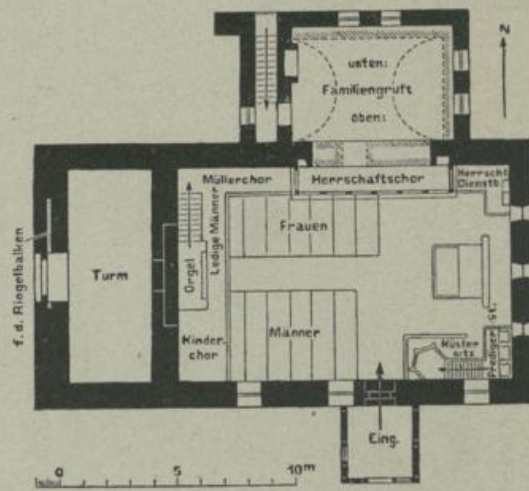 unten:
Familiengruft
oben:
N
Müllerchor
Herrschaftschor
Herrscht
Dienstb.
Ledige Männer
Frauen
Orgel
Turm
f. d. Riegelbalken
Kinder-
chor
Männer
Küster
sitz
Prediger St.
Eing.
0 5 10 m